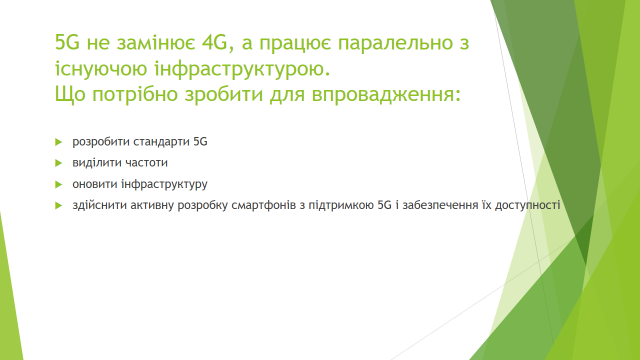 5G не замінює 4G, а працює паралельно з
існуючою інфраструктурою.
Що потрібно зробити для впровадження:
розробити стандарти 5G
виділити частоти
оновити інфраструктуру
здійснити активну розробку смартфонів з підтримкою 5G і забезпечення їх доступності